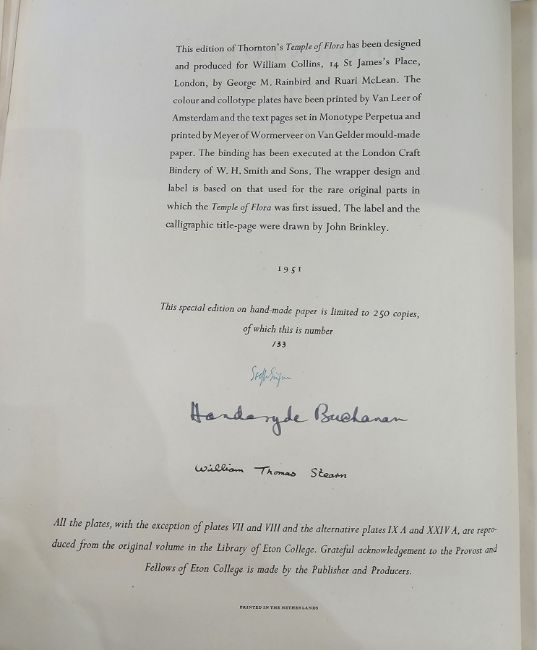 This edition of Thornton's Temple of Flora has been designed
and produced for William Collins, 14 St James's Place,
London, by George M. Rainbird and Ruari McLean. The
colour and collotype plates have been printed by Van Leer of
Amsterdam and the text pages set in Monotype Perpetua and
printed by Meyer of Wormerveer on Van Gelder mould-made
paper. The binding has been executed at the London Craft
Bindery of W. H. Smith and Sons. The wrapper design and
label is based on that used for the rare original parts in
which the Temple of Flora was first issued. The label and the
calligraphic title-page were drawn by John Brinkley.
1951
This special edition on hand-made paper is limited to 250 copies,
of which this is number
133
Handasyde Buchanan
William Thomas Stearn
All the plates, with the exception of plates VII and VIII and the alternative plates IX A and XXIV A, are repro-
duced from the original volume in the Library of Eton College. Grateful acknowledgement to the Provost and
Fellows of Eton College is made by the Publisher and Producers.
PRINTED IN THE NETHERLANDS